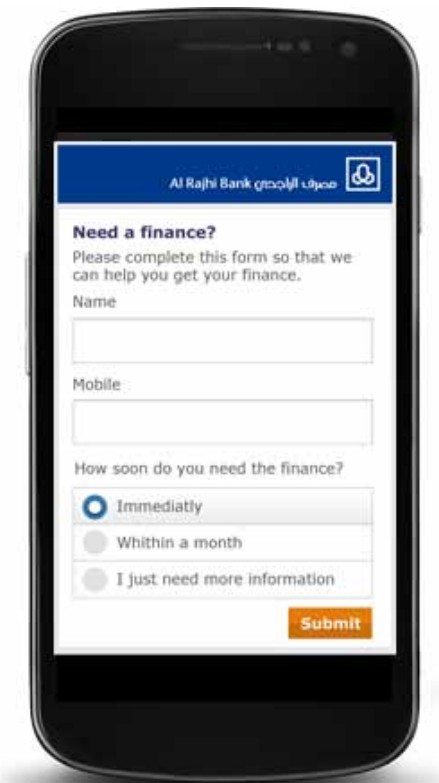 Al Rajhi Bank مصرف الراجحي
Need a finance?
Please complete this form so that we
can help you get your finance.
Name
Mobile
How soon do you need the finance?
Immediatly
Whithin a month
I just need more information
Submit